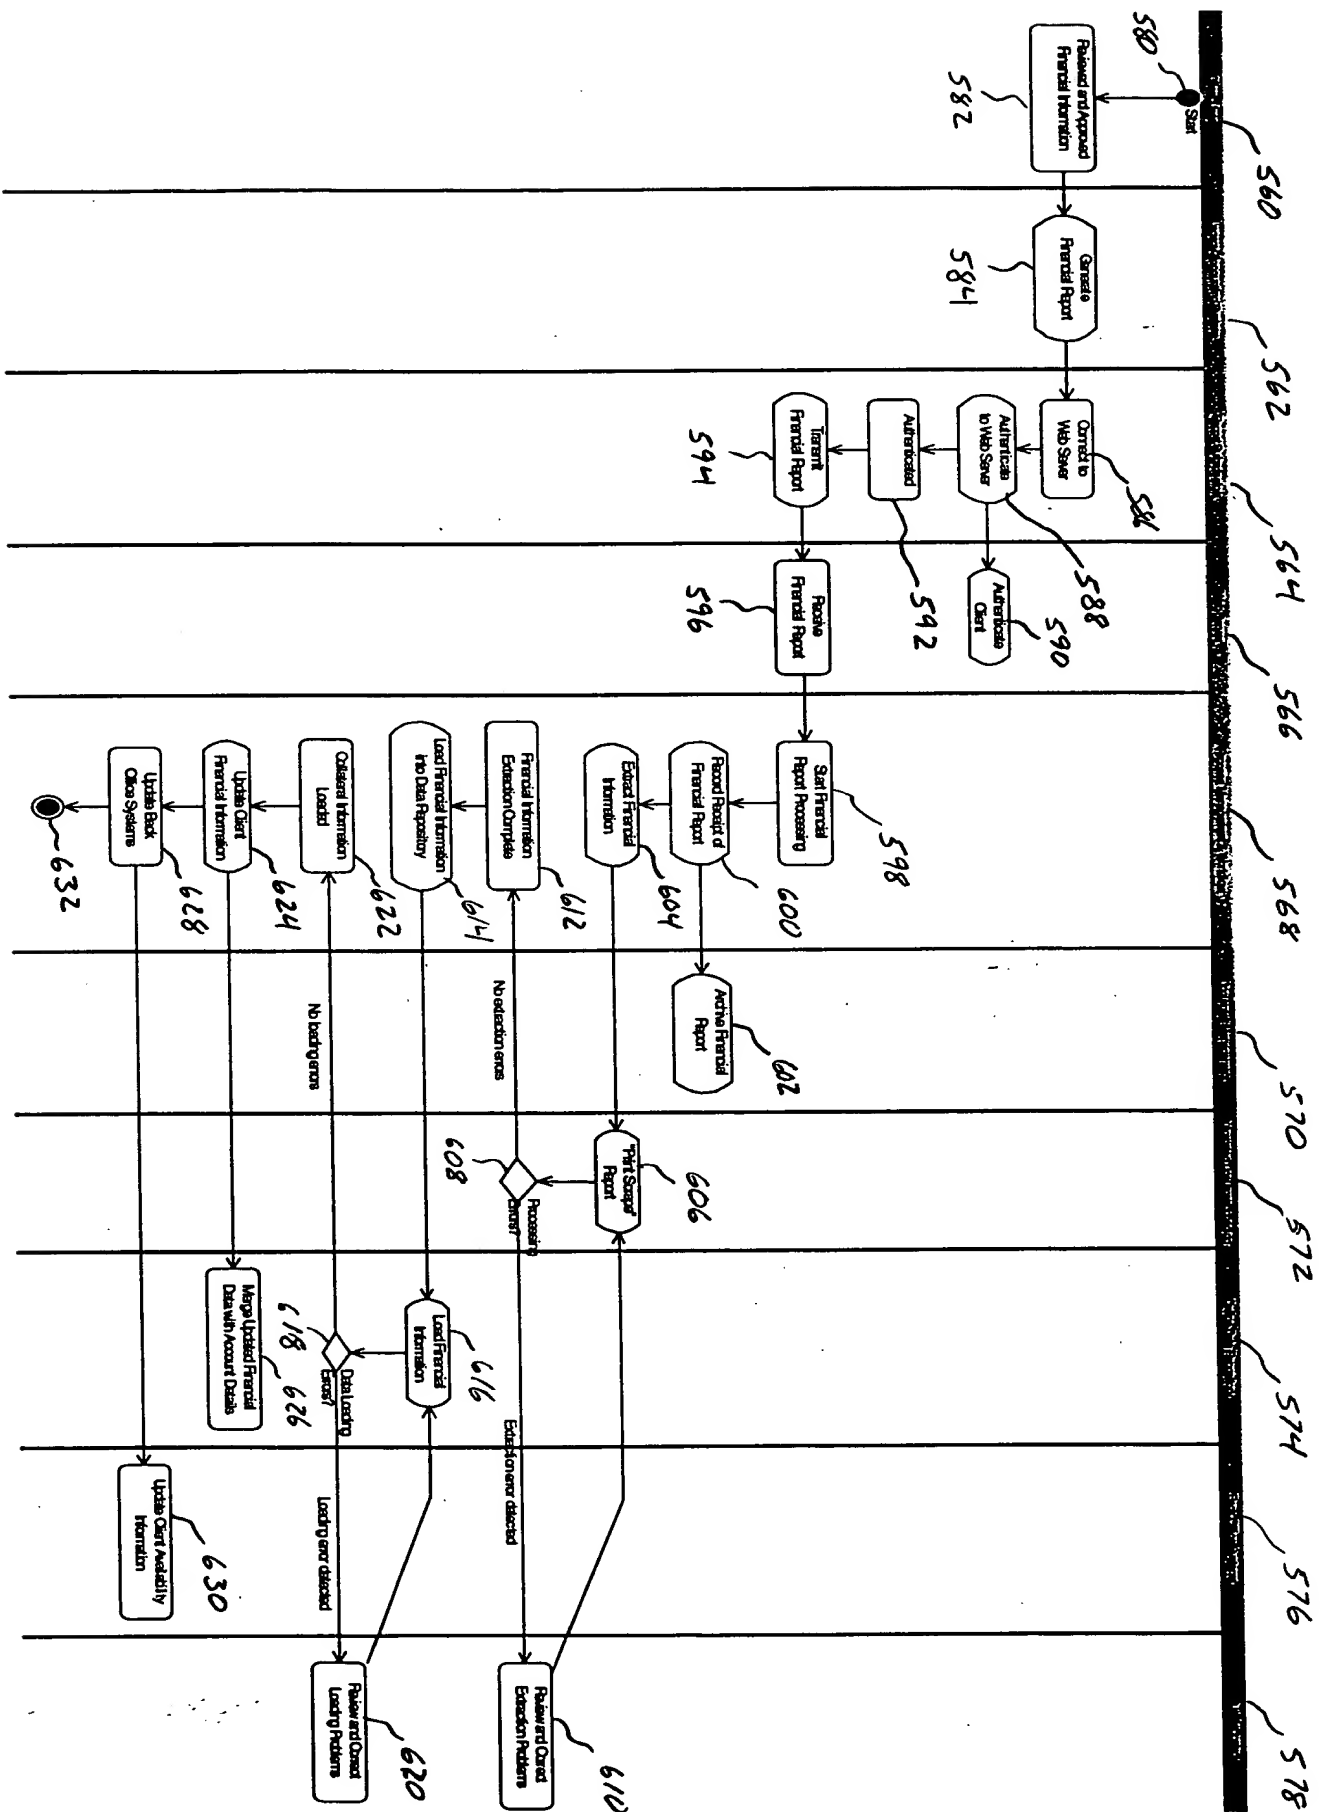 560
562
564
566
568
570
572
574
576
578
580
Start
Reviewed and Approved
Financial Information
582
Generate
Financial Report
584
Connect to
Web Server
586
Authenticate
to Web Server
588
Authenticate
Client
590
Authenticated
592
Transmit
Financial Report
594
Receive
Financial Report
596
Start Financial
Report Processing
598
Record Receipt of
Financial Report
600
Archive Financial
Report
602
Extract Financial
Information
604
"Print Scrape"
Report
606
Processing
Errors?
608
No extraction errors
Extraction error detected
Review and Correct
Extraction Problems
610
Financial Information
Extraction Complete
612
Load Financial Information
into Data Repository
614
Load Financial
Information
616
Data Loading
Errors?
618
No loading errors
Loading error detected
Review and Correct
Loading Problems
620
Collateral Information
Loaded
622
Update Client
Financial Information
624
Merge Updated Financial
Data with Account Details
626
Update Back
Office Systems
628
Update Client Availability
Information
630
632